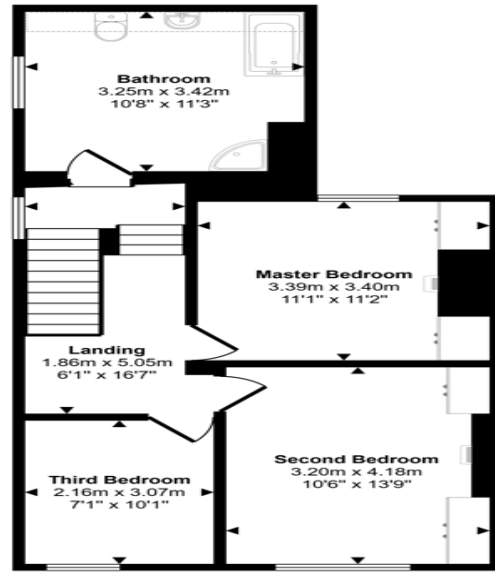 Bathroom
3.25m x 3.42m
10'8" x 11'3"
Master Bedroom
3.39m x 3.40m
11'1" x 11'2"
Landing
1.86m x 5.05m
6'1" x 16'7"
Second Bedroom
3.20m x 4.18m
10'6" x 13'9"
Third Bedroom
2.16m x 3.07m
7'1" x 10'1"